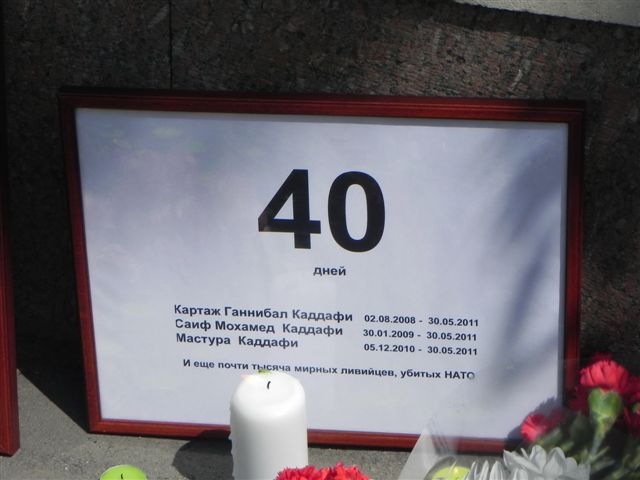 40
дней
Картаж Ганнибал Каддафи 02.08.2008 - 30.05.2011
Саиф Мохамед Каддафи 30.01.2009 - 30.05.2011
Мастура Каддафи 05.12.2010 - 30.05.2011
И еще почти тысяча мирных ливийцев, убитых НАТО